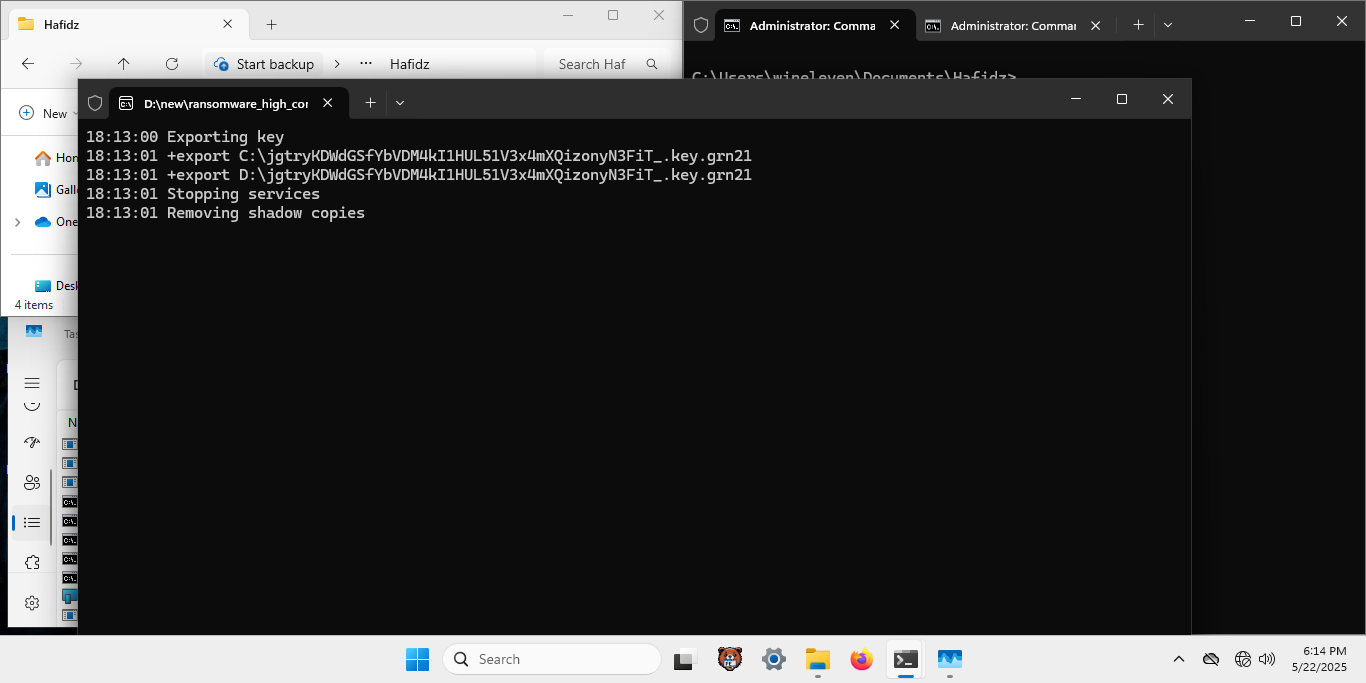 Hafidz
Administrator: Comma
Administrator: Comman
Start backup
Hafidz
Search Haf
C:\Users\wineleven\Documents\Hafidz>
New
D:\new\ransomware_high_cor
18:13:00 Exporting key
18:13:01 +export C:\jgtryKDWdGSfYbVDM4kI1HUL51V3x4mXQizonyN3FiT_.key.grn21
18:13:01 +export D:\jgtryKDWdGSfYbVDM4kI1HUL51V3x4mXQizonyN3FiT_.key.grn21
18:13:01 Stopping services
18:13:01 Removing shadow copies
Hon
Galle
One
Desk
4 items
Tas
D
N
Search
6:14 PM
5/22/2025